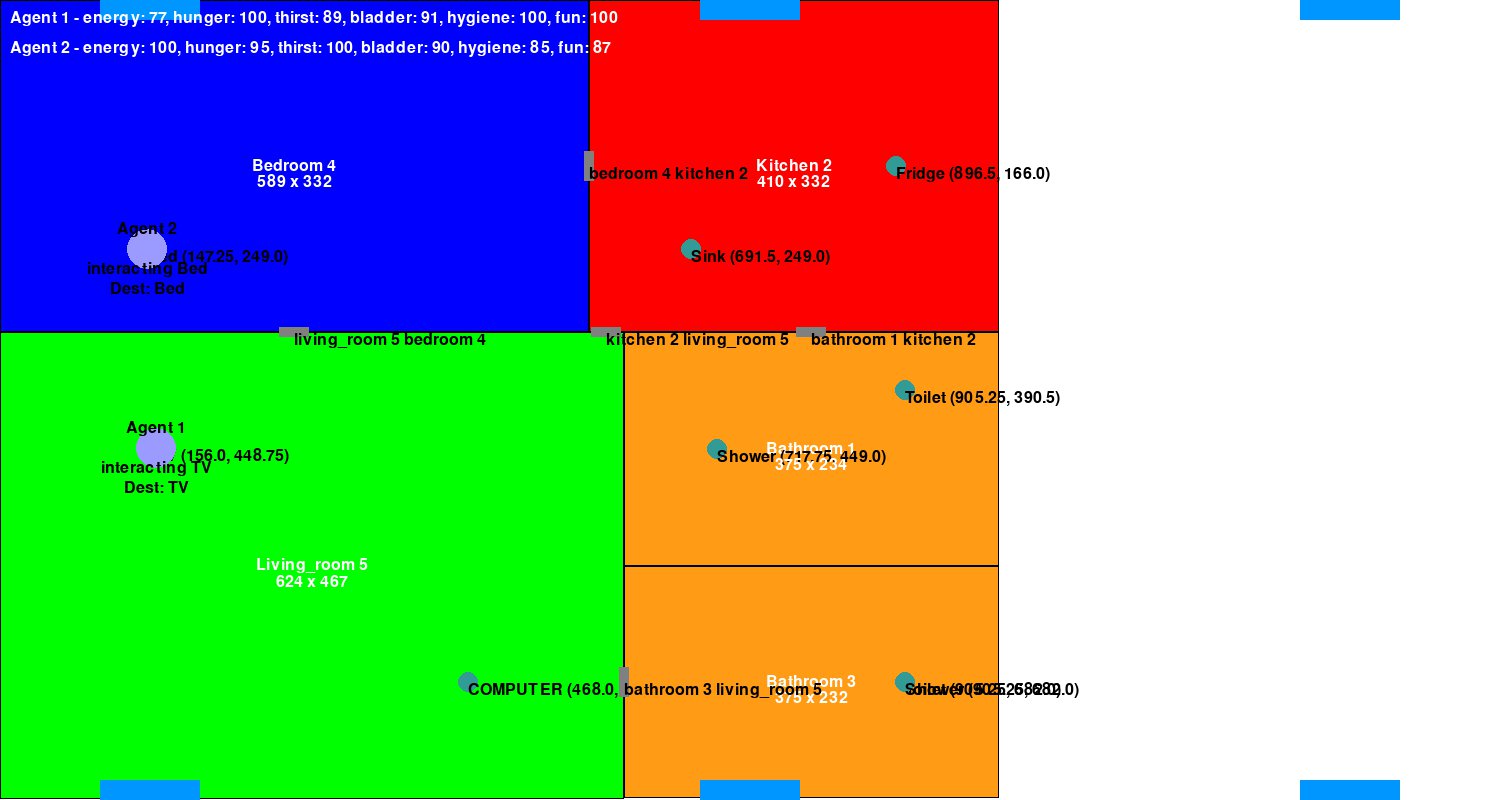 Agent 1 - energy: 77, hunger: 100, thirst: 89, bladder: 91, hygiene: 100, fun: 100
Agent 2 - energy: 100, hunger: 95, thirst: 100, bladder: 90, hygiene: 85, fun: 87
Bedroom 4
589 x 332
bedroom 4 kitchen 2
Kitchen 2
410 x 332
Fridge (896.5, 166.0)
Agent 2
(147.25, 249.0)
interacting Bed
Dest: Bed
Sink (691.5, 249.0)
living_room 5 bedroom 4
kitchen 2 living_room 5
bathroom 1 kitchen 2
Toilet (905.25, 390.5)
Agent 1
(156.0, 448.75)
interacting TV
Dest: TV
Bathroom 1
375 x 234
Shower (717.75, 449.0)
Living_room 5
624 x 467
COMPUTER (468.0,
bathroom 3 living_room 5
Bathroom 3
375 x 232